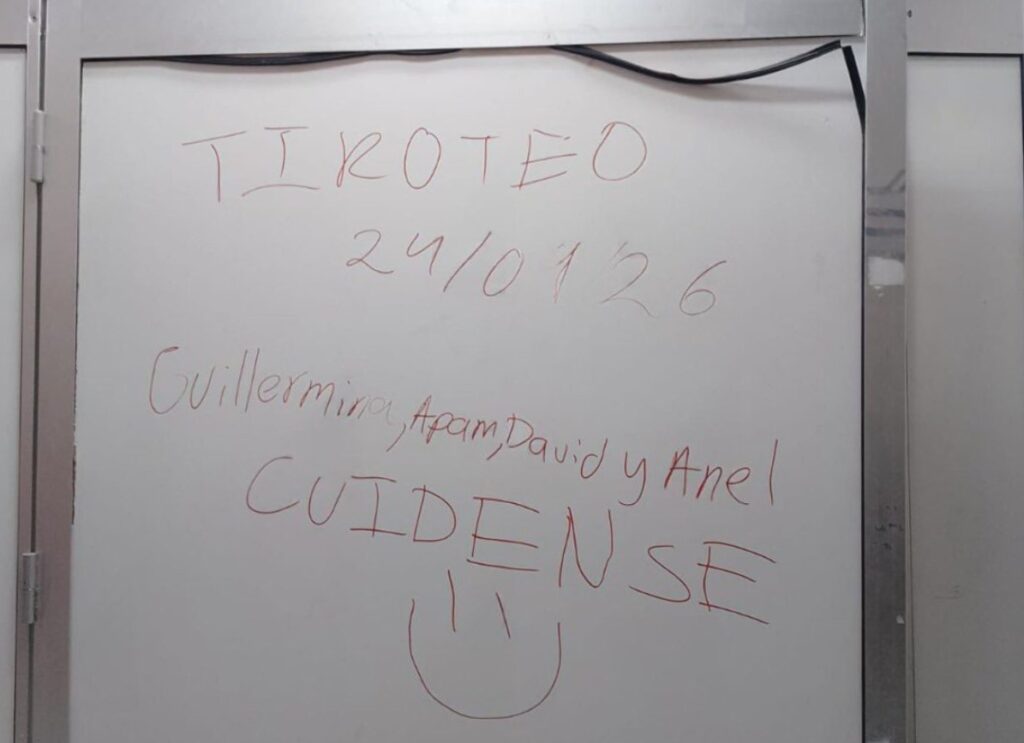 TIROTEO
24/01 26
Guillermina, Apam, David y Anel
CUIDENSE